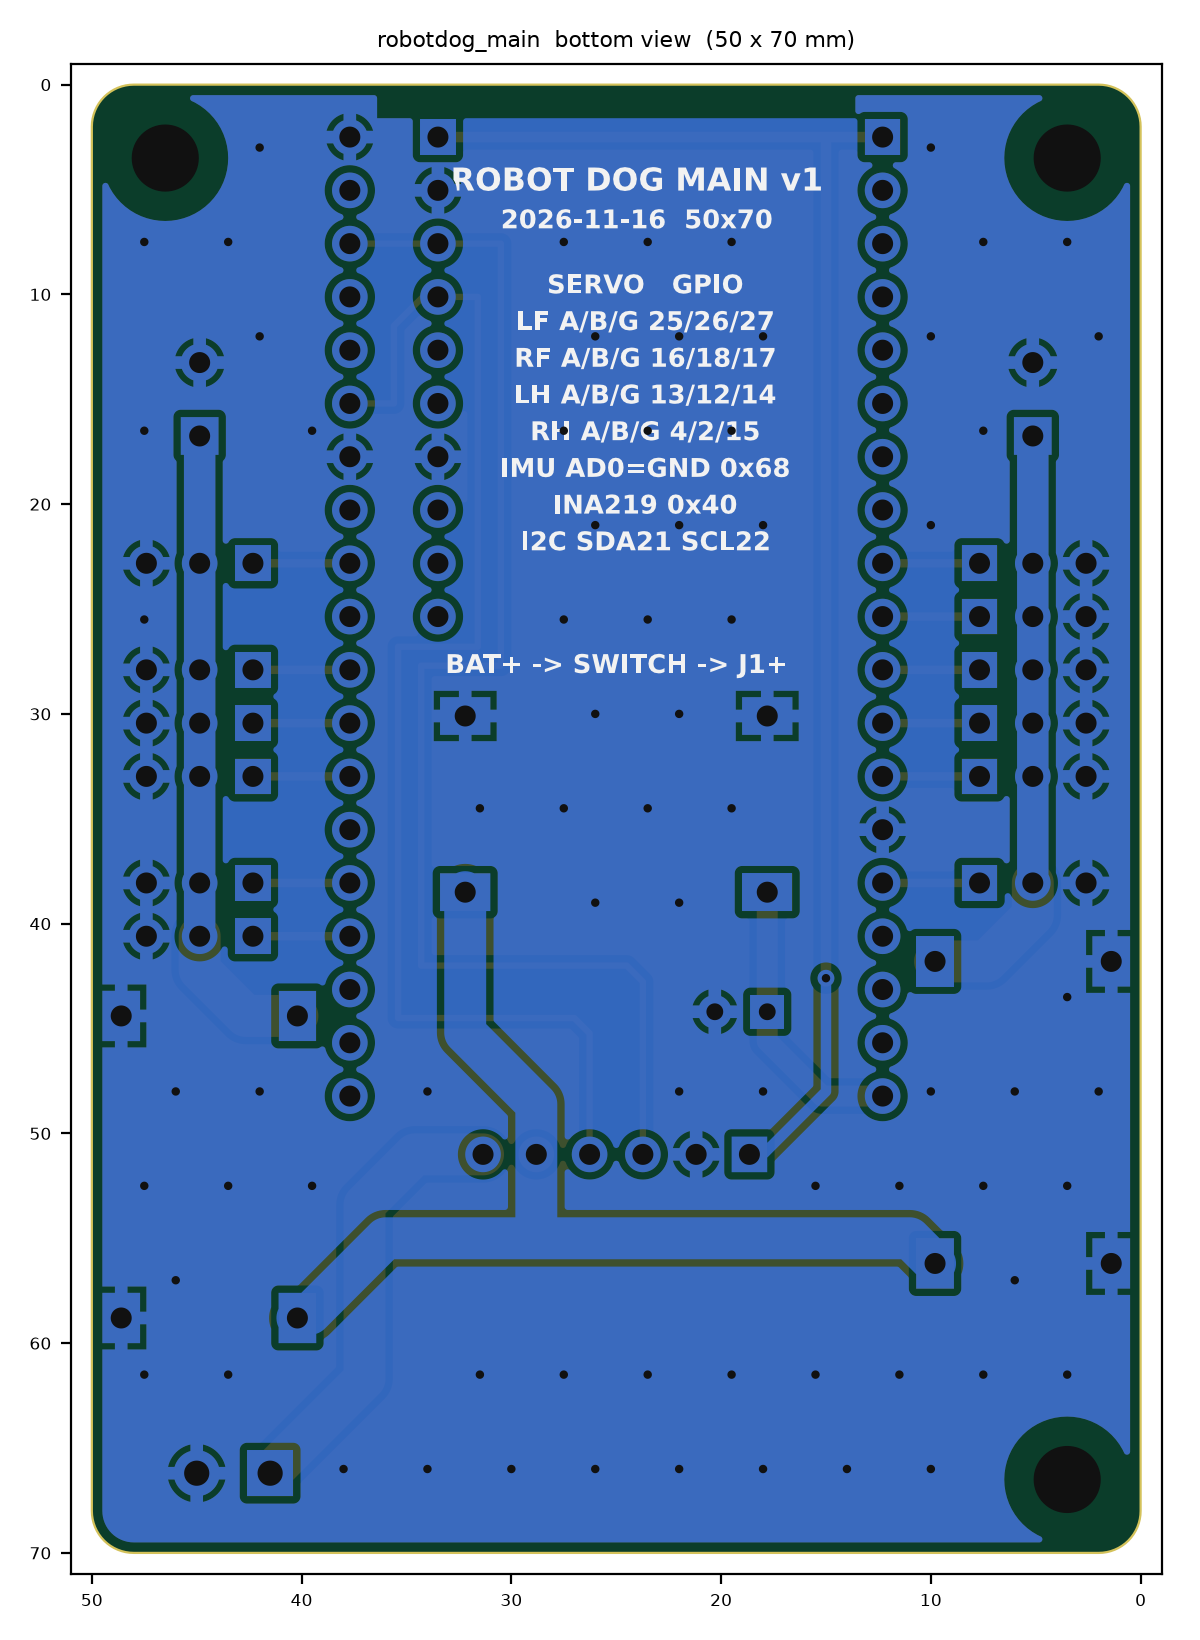 robotdog_main  bottom view  (50 x 70 mm)
0
ROBOT DOG MAIN v1
2026-11-16  50x70
SERVO   GPIO
10
LF A/B/G 25/26/27
RF A/B/G 16/18/17
LH A/B/G 13/12/14
RH A/B/G 4/2/15
IMU AD0=GND 0x68
20
INA219 0x40
I2C SDA21 SCL22
BAT+ -> SWITCH -> J1+
30
40
50
60
70
50 40 30 20 10 0